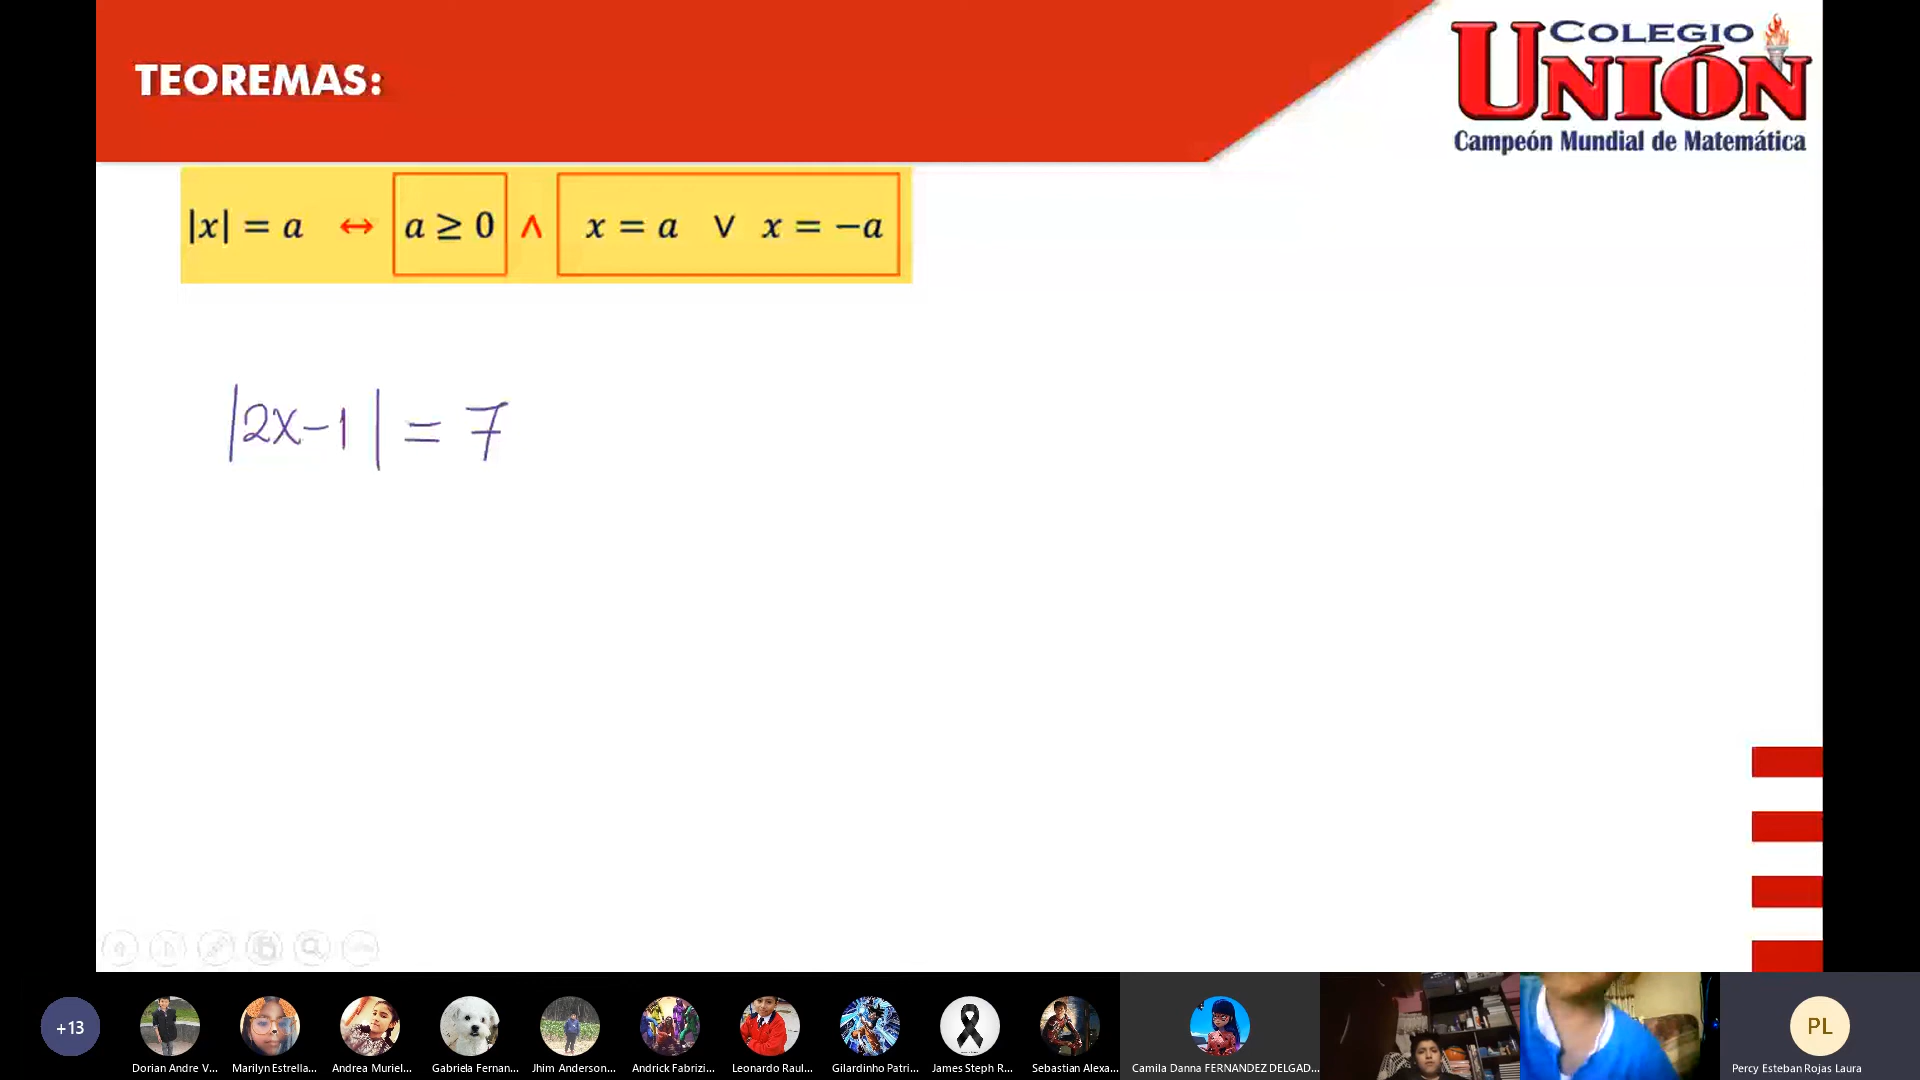 TEOREMAS:
COLEGIO
UNIÓN
Campeón Mundial de Matemática
|x| = a ↔ a ≥ 0 ∧ x = a ∨ x = −a
|2x-1| = 7
+13
Dorian Andre V...
Marilyn Estrella...
Andrea Muriel...
Gabriela Fernan...
Jhim Anderson...
Andrick Fabrizi...
Leonardo Raul...
Gilardinho Patri...
James Steph R...
Sebastian Alexa...
Camila Danna FERNANDEZ DELGAD...
PL
Percy Esteban Rojas Laura